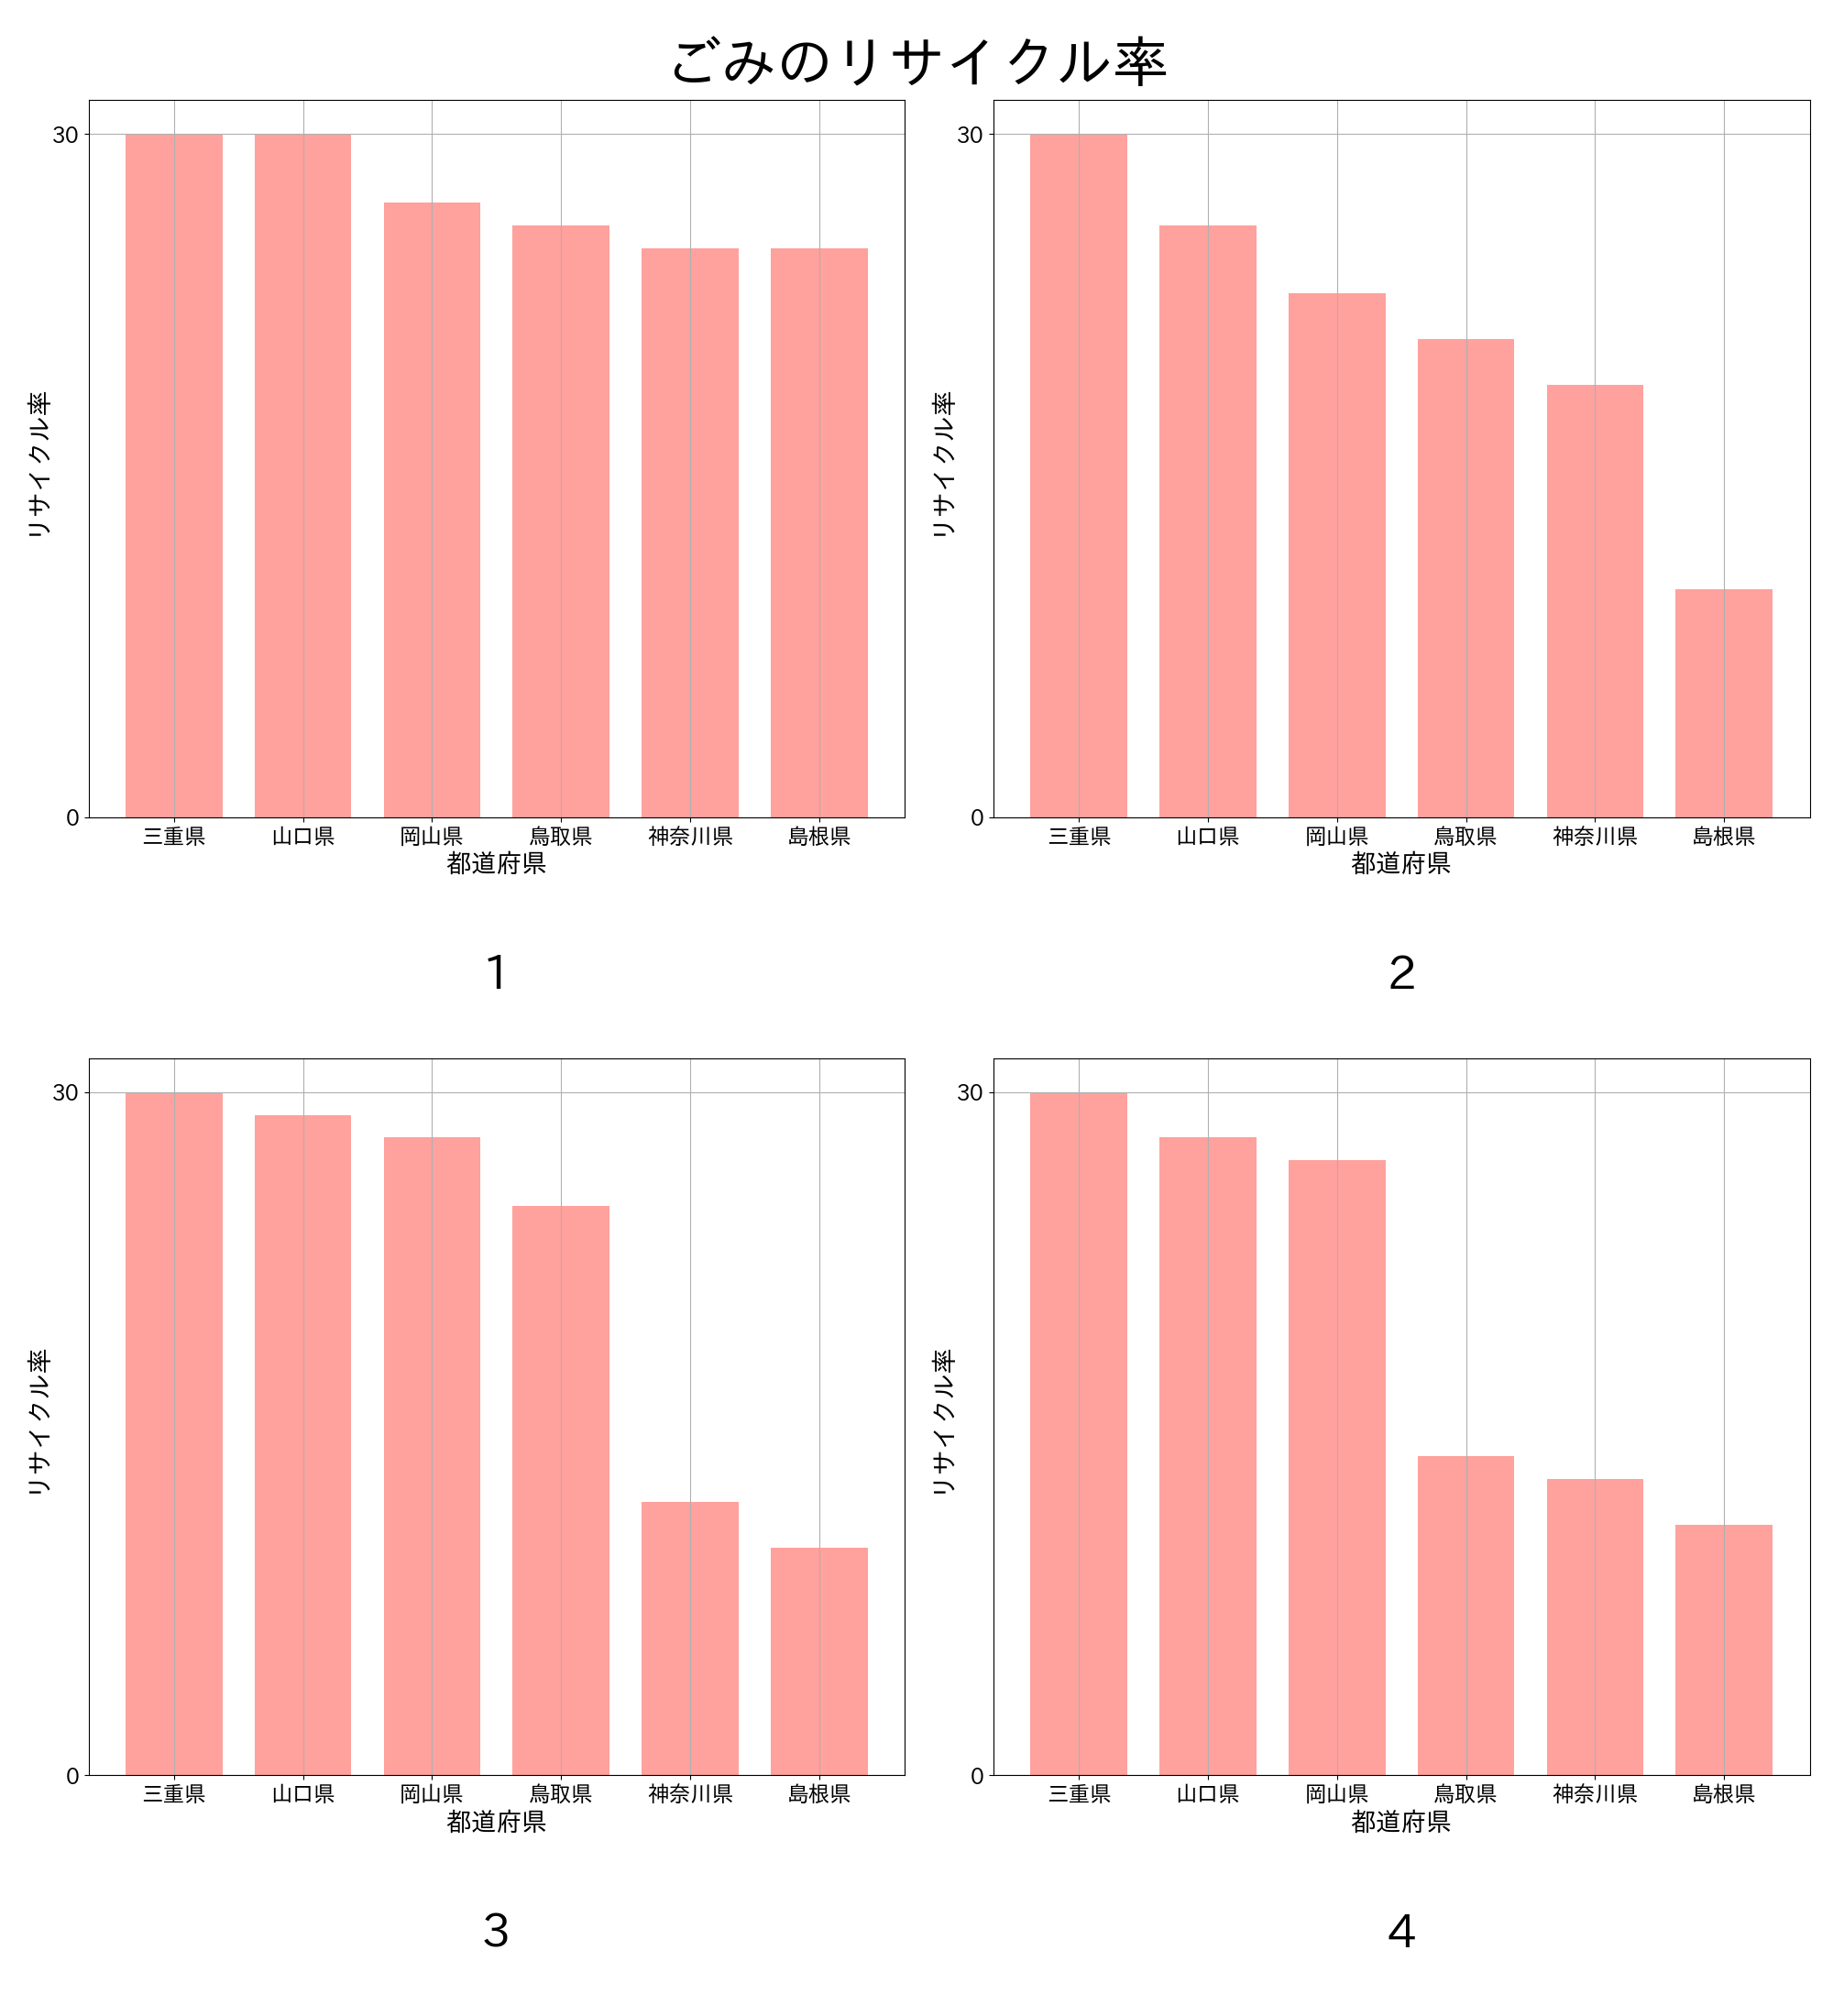 ごみのリサイクル率
30
0
リサイクル率
三重県 山口県 岡山県 鳥取県 神奈川県 島根県
都道府県
1
30
0
リサイクル率
三重県 山口県 岡山県 鳥取県 神奈川県 島根県
都道府県
2
30
0
リサイクル率
三重県 山口県 岡山県 鳥取県 神奈川県 島根県
都道府県
3
30
0
リサイクル率
三重県 山口県 岡山県 鳥取県 神奈川県 島根県
都道府県
4